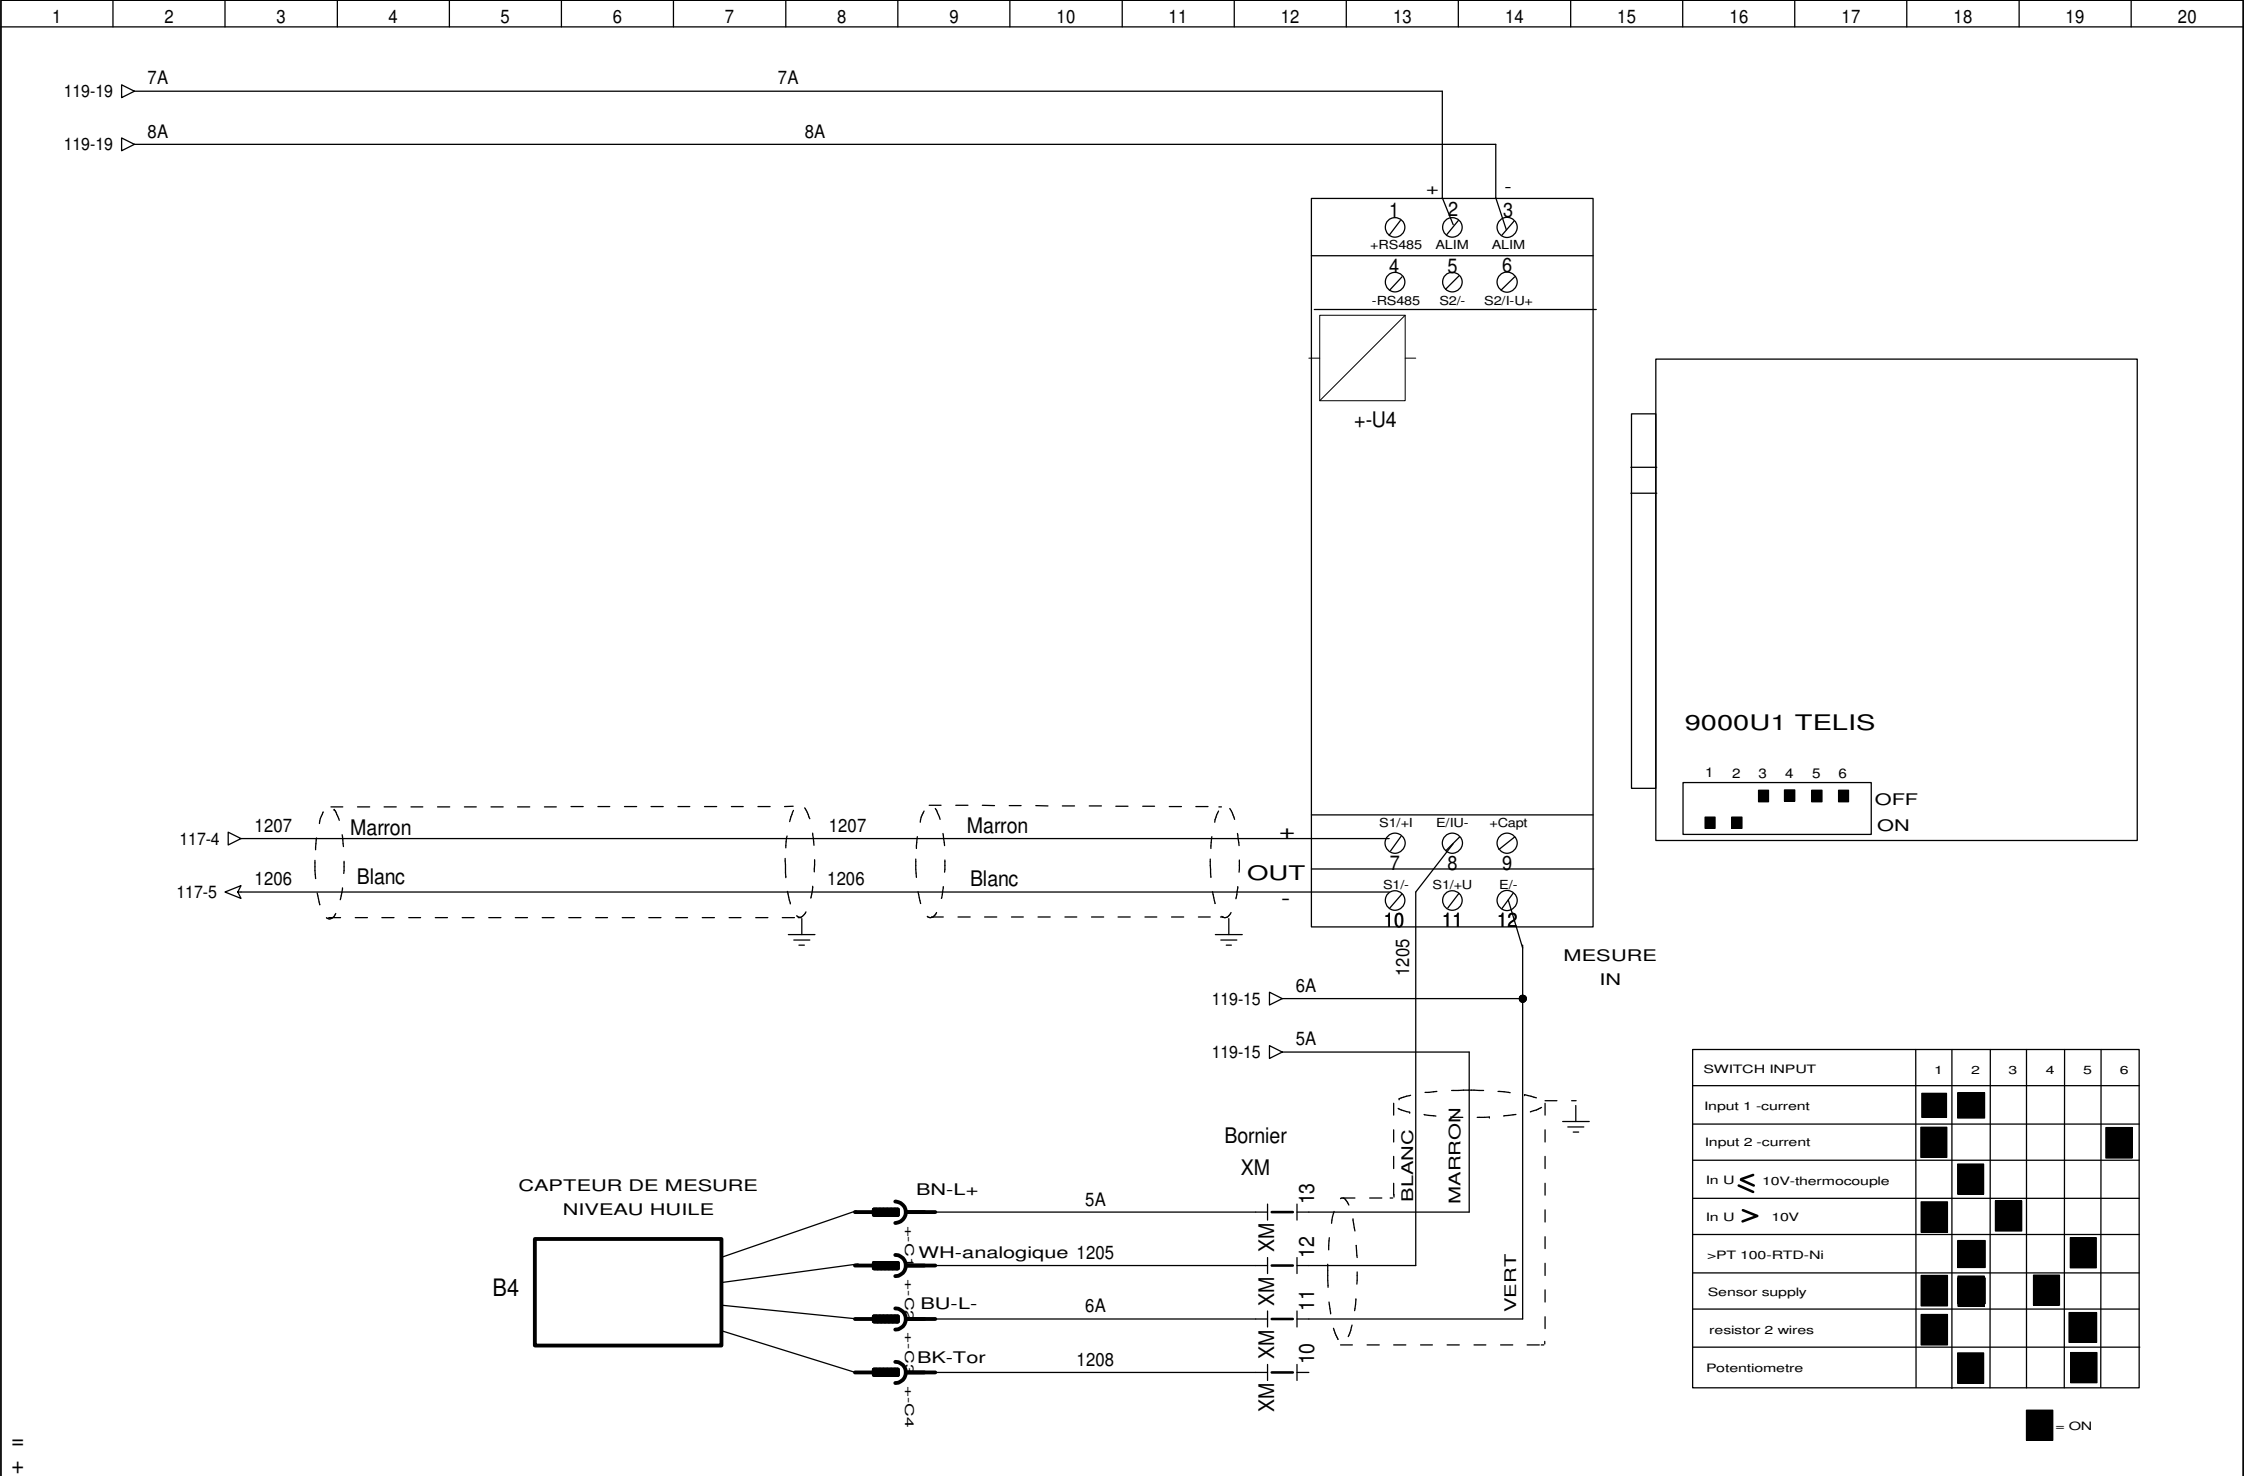 1 2 3 4 5 6 7 8 9 10 11 12 13 14 15 16 17 18 19 20
7A 7A
119-19
8A 8A
119-19
+ -
1 2 3
+RS485 ALIM ALIM
4 5 6
-RS485 S2/- S2/I-U+
+-U4
9000U1 TELIS
1 2 3 4 5 6
OFF
ON
S1/+I E/IU- +Capt
7 8 9
S1/- S1/+U E/-
10 11 12
117-4 1207 Marron 1207 Marron +
OUT
117-5 1206 Blanc 1206 Blanc -
1205
MESURE
IN
119-15 6A
119-15 5A
BLANC
MARRON
VERT
Bornier
XM
CAPTEUR DE MESURE
NIVEAU HUILE
B4
BN-L+ 5A XM 13
WH-analogique 1205 XM 12
BU-L- 6A XM 11
BK-Tor 1208 XM 10
+-C4
SWITCH INPUT 1 2 3 4 5 6
Input 1 -current
Input 2 -current
In U ≤ 10V-thermocouple
In U > 10V
>PT 100-RTD-Ni
Sensor supply
resistor 2 wires
Potentiometre
= ON
=
+